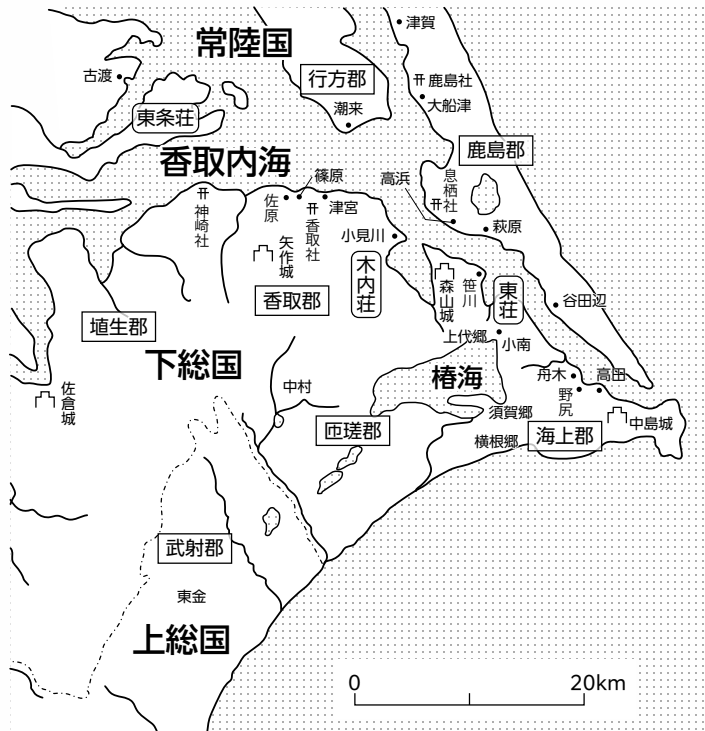 常陸国
津賀
古渡
鹿島社
大船津
行方郡
潮来
東条荘
鹿島郡
香取内海
高浜
息栖社
篠原
佐原
津宮
神崎社
香取社
小見川
萩原
矢作城
木内荘
森山城
笹川
東荘
香取郡
谷田辺
埴生郡
上代郷
小南
下総国
椿海
舟木
高田
佐倉城
中村
野尻
須賀郷
中島城
匝瑳郡
横根郷
海上郡
武射郡
東金
上総国
0
20km